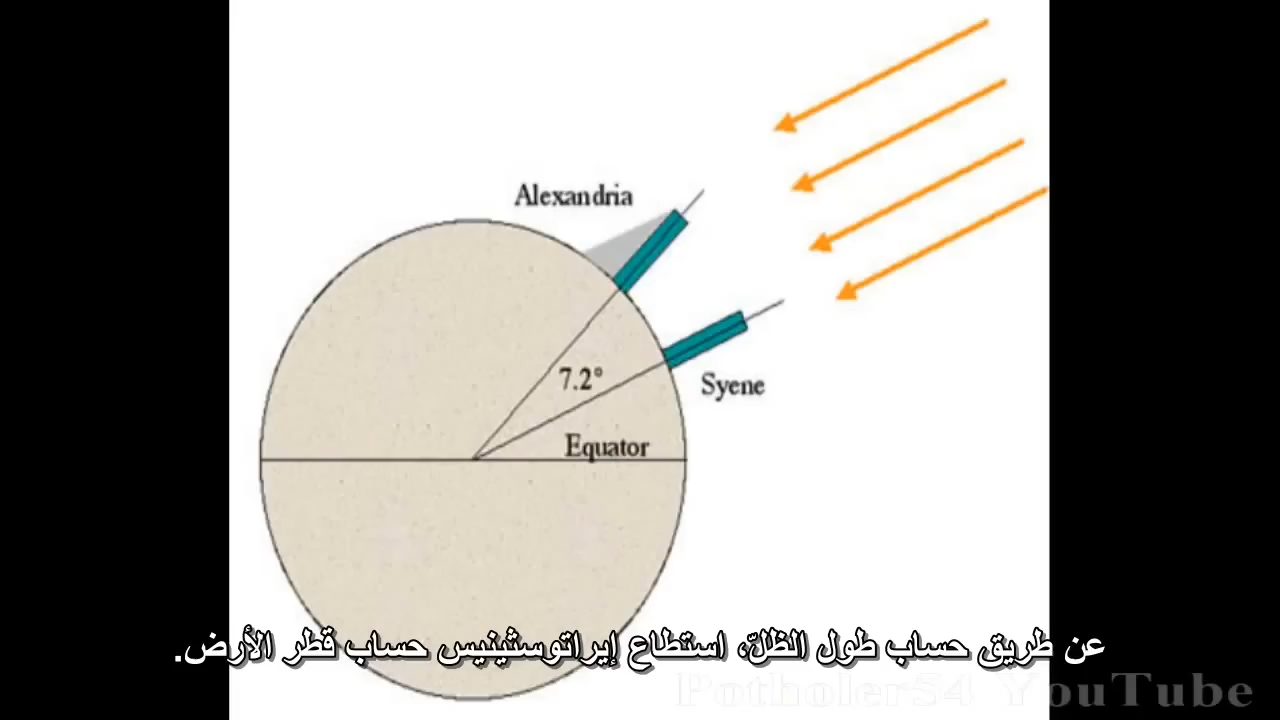 Alexandria
7.2°
Syene
Equator
عن طريق حساب طول الظلّ، استطاع إيراتوسثينيس حساب قطر الأرض.
Potholer54 YouTube